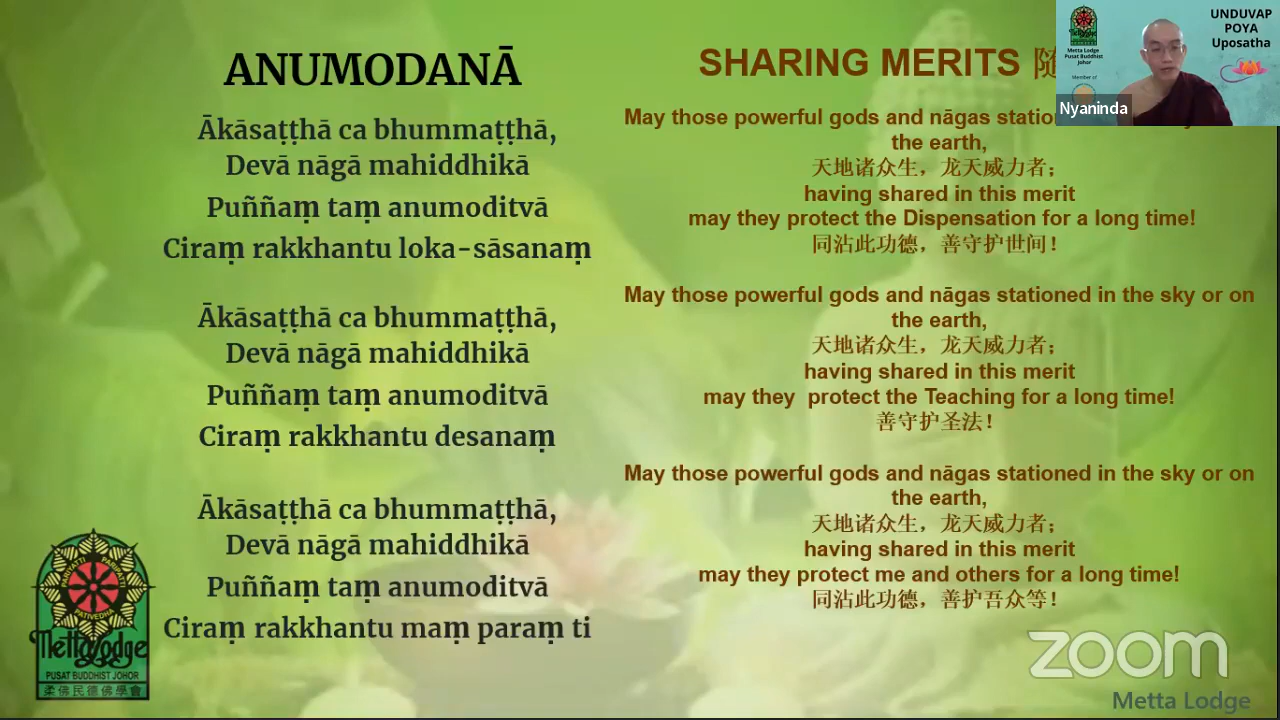 ANUMODANĀ
Ākāsaṭṭhā ca bhummaṭṭhā,
Devā nāgā mahiddhikā
Puññaṃ taṃ anumoditvā
Ciraṃ rakkhantu loka-sāsanaṃ
Ākāsaṭṭhā ca bhummaṭṭhā,
Devā nāgā mahiddhikā
Puññaṃ taṃ anumoditvā
Ciraṃ rakkhantu desanaṃ
Ākāsaṭṭhā ca bhummaṭṭhā,
Devā nāgā mahiddhikā
Puññaṃ taṃ anumoditvā
Ciraṃ rakkhantu maṃ paraṃ ti
SHARING MERITS 随
May those powerful gods and nāgas
the earth,
天地诸众生，龙天威力者；
having shared in this merit
may they protect the Dispensation for a long time!
同沾此功德，善守护世间！
May those powerful gods and nāgas stationed in the sky or on
the earth,
天地诸众生，龙天威力者；
having shared in this merit
may they protect the Teaching for a long time!
善守护圣法！
May those powerful gods and nāgas stationed in the sky or on
the earth,
天地诸众生，龙天威力者；
having shared in this merit
may they protect me and others for a long time!
同沾此功德，善护吾众等！
Metta Lodge
Pusat Buddhist
Johor
Member of
UNDUVAP
POYA
Uposatha
Nyaninda
PARIYATTI PATIPATTI
PATIVEDHA
Metta Lodge
PUSAT BUDDHIST JOHOR
柔佛民德佛學會
zoom
Metta Lodge